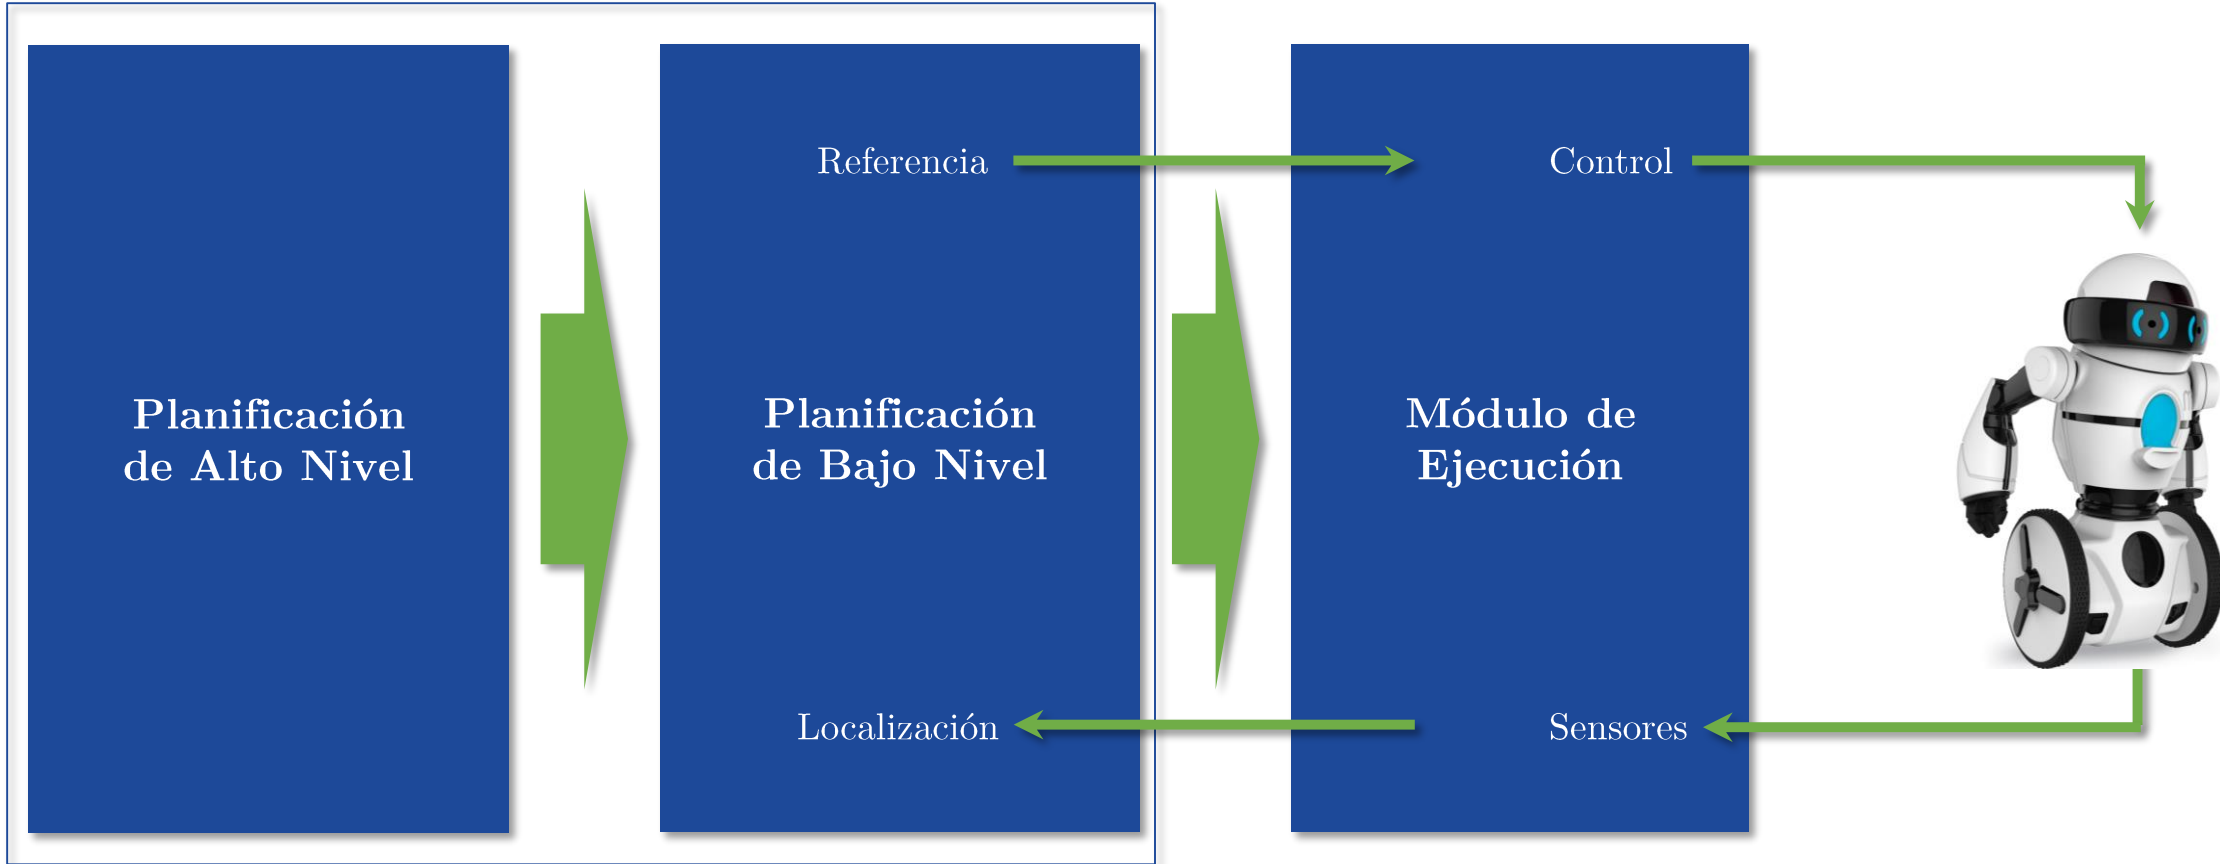 Planificación
de Alto Nivel
Referencia
Planificación
de Bajo Nivel
Localización
Control
Módulo de
Ejecución
Sensores